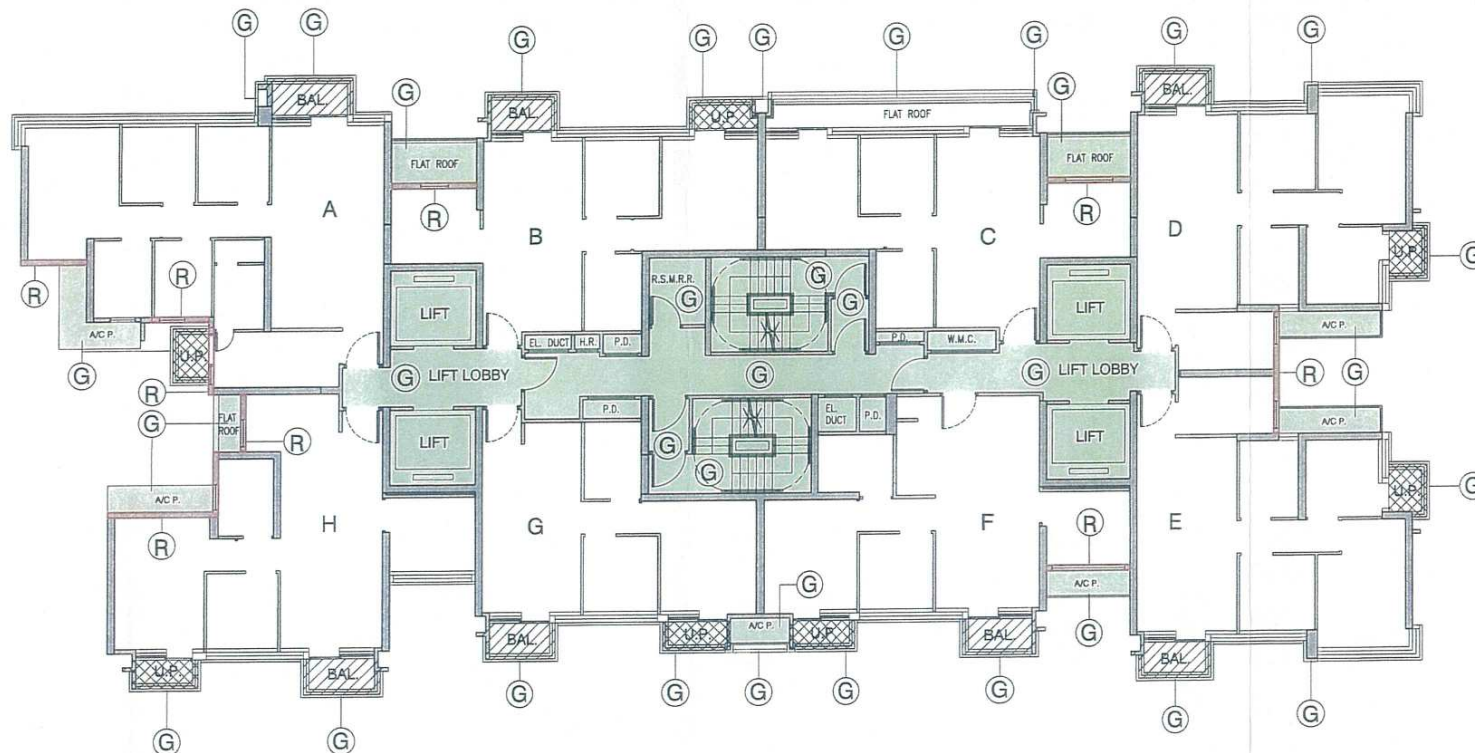 G
G
G
G
G
G
G
G
G
BAL.
BAL.
BAL.
U.P.
G
G
FLAT ROOF
FLAT ROOF
FLAT ROOF
A
R
B
R
C
D
G
R
R
R.S.M.R.R.
G
G
G
U.P.
LIFT
LIFT
A/C P.
A/C P.
U.P.
EL. DUCT
H.R.
P.D.
P.D.
W.M.C.
G
G
LIFT LOBBY
G
G
LIFT LOBBY
R
G
R
G
FLAT
ROOF
R
P.D.
EL.
DUCT
P.D.
A/C P.
LIFT
G
G
LIFT
A/C P.
U.P.
G
R
H
G
F
R
E
G
A/C P.
G
BAL.
U.P.
A/C P.
U.P.
BAL.
BAL.
U.P.
BAL.
G
G
G
G
G
G
G
G
G
G